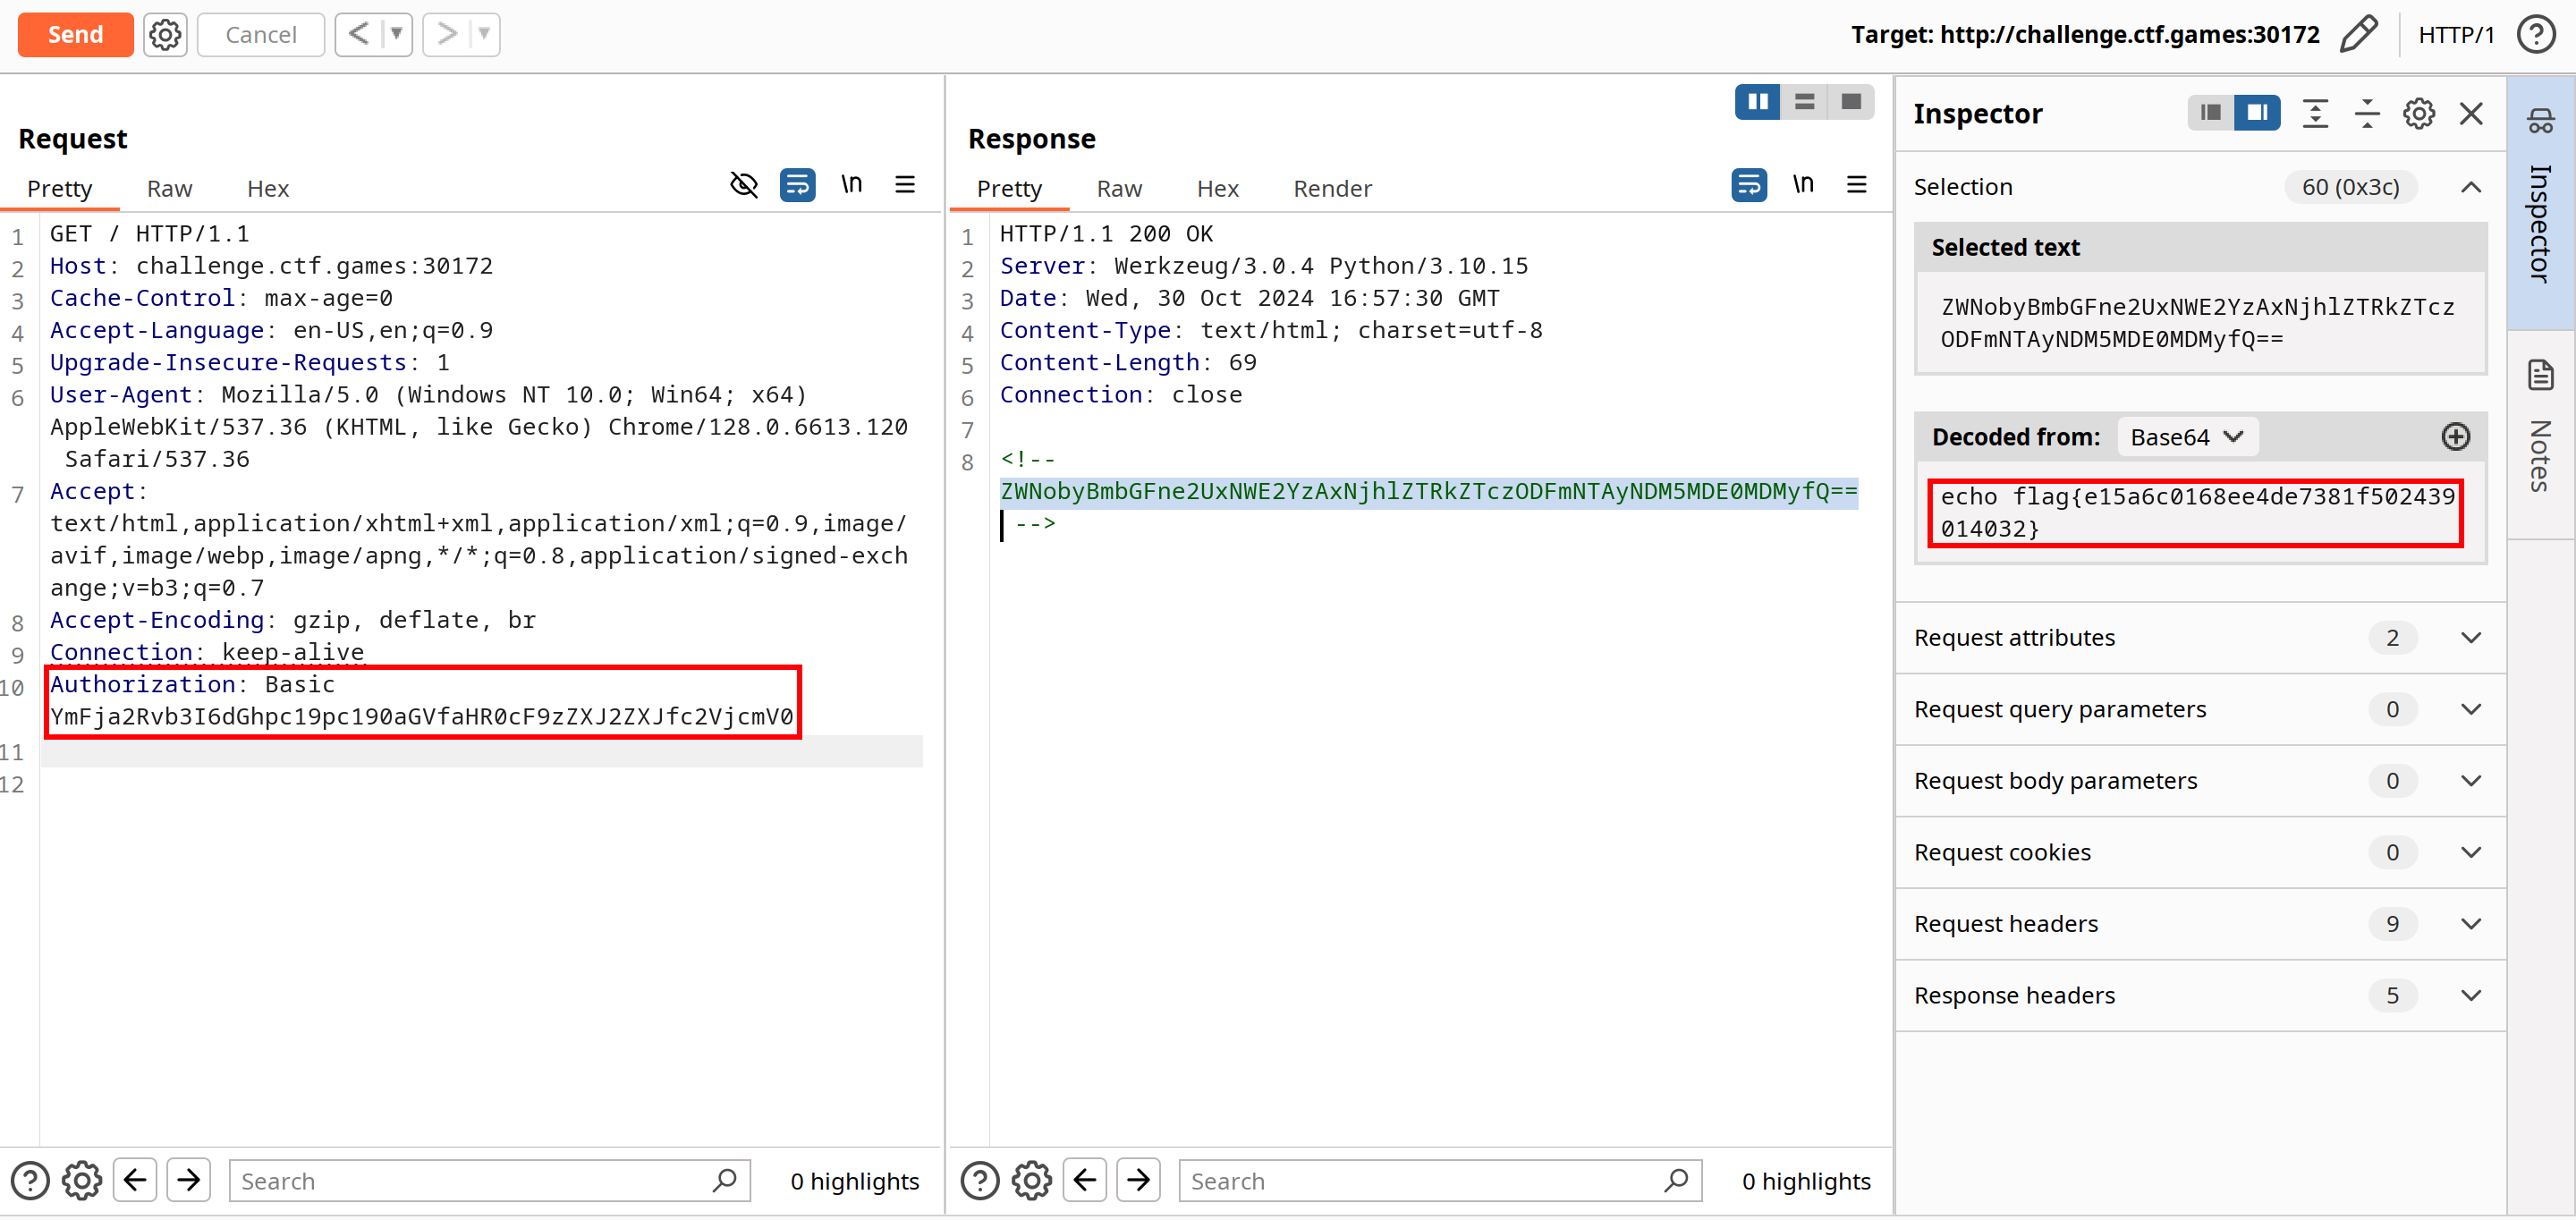 Send
Cancel
Target: http://challenge.ctf.games:30172
HTTP/1
Request
Pretty Raw Hex
\n
1 GET / HTTP/1.1
2 Host: challenge.ctf.games:30172
3 Cache-Control: max-age=0
4 Accept-Language: en-US,en;q=0.9
5 Upgrade-Insecure-Requests: 1
6 User-Agent: Mozilla/5.0 (Windows NT 10.0; Win64; x64)
AppleWebKit/537.36 (KHTML, like Gecko) Chrome/128.0.6613.120
Safari/537.36
7 Accept:
text/html,application/xhtml+xml,application/xml;q=0.9,image/
avif,image/webp,image/apng,*/*;q=0.8,application/signed-exch
ange;v=b3;q=0.7
8 Accept-Encoding: gzip, deflate, br
9 Connection: keep-alive
10 Authorization: Basic
YmFja2Rvb3I6dGhpc19pc190aGVfaHR0cF9zZXJ2ZXJfc2VjcmV0
11
12
Search
0 highlights
Response
Pretty Raw Hex Render
\n
1 HTTP/1.1 200 OK
2 Server: Werkzeug/3.0.4 Python/3.10.15
3 Date: Wed, 30 Oct 2024 16:57:30 GMT
4 Content-Type: text/html; charset=utf-8
5 Content-Length: 69
6 Connection: close
7
8 <!--
ZWNobyBmbGFne2UxNWE2YzAxNjhlZTRkZTczODFmNTAyNDM5MDE0MDMyfQ==
-->
Search
0 highlights
Inspector
Selection 60 (0x3c)
Selected text
ZWNobyBmbGFne2UxNWE2YzAxNjhlZTRkZTcz
ODFmNTAyNDM5MDE0MDMyfQ==
Decoded from: Base64
echo flag{e15a6c0168ee4de7381f502439
014032}
Request attributes 2
Request query parameters 0
Request body parameters 0
Request cookies 0
Request headers 9
Response headers 5
Inspector
Notes